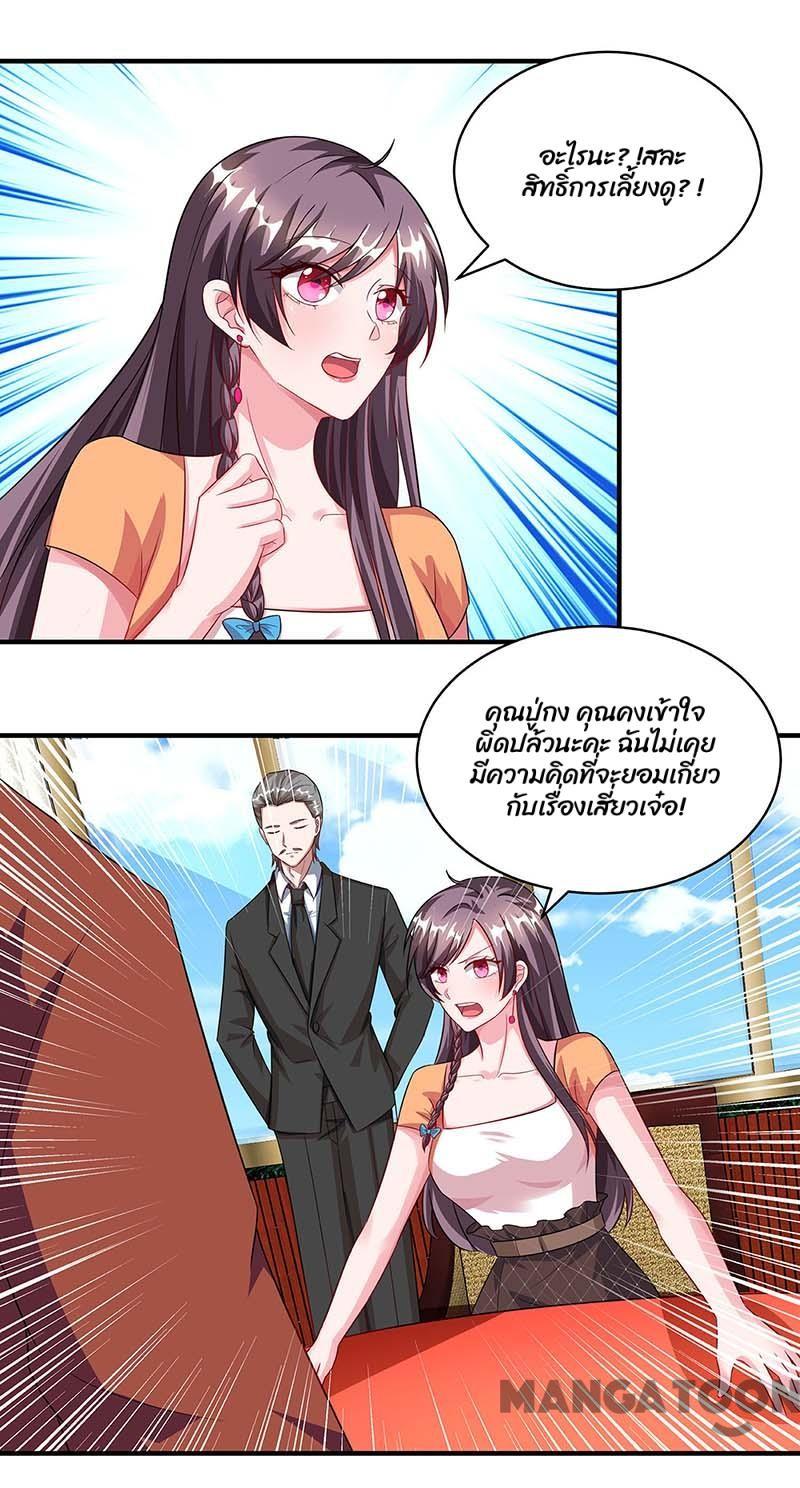 อะไรนะ? !สละ
สิทธิ์การเลี้ยงดู? !
คุณปู่กง คุณคงเข้าใจ
ผิดปล้วนะคะ ฉันไม่เคย
มีความคิดที่จะยอมเกี่ยว
กับเรื่องเสี่ยวเจ๋อ!
MANGATOON